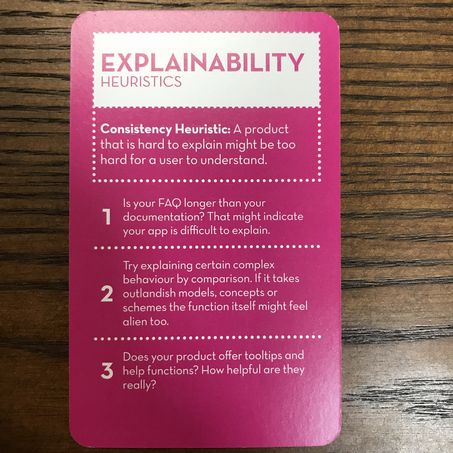 EXPLAINABILITY
HEURISTICS
Consistency Heuristic: A product
that is hard to explain might be too
hard for a user to understand.
1 Is your FAQ longer than your
documentation? That might indicate
your app is difficult to explain.
Try explaining certain complex
2 behaviour by comparison. If it takes
outlandish models, concepts or
schemes the function itself might feel
alien too.
3 Does your product offer tooltips and
help functions? How helpful are they
really?